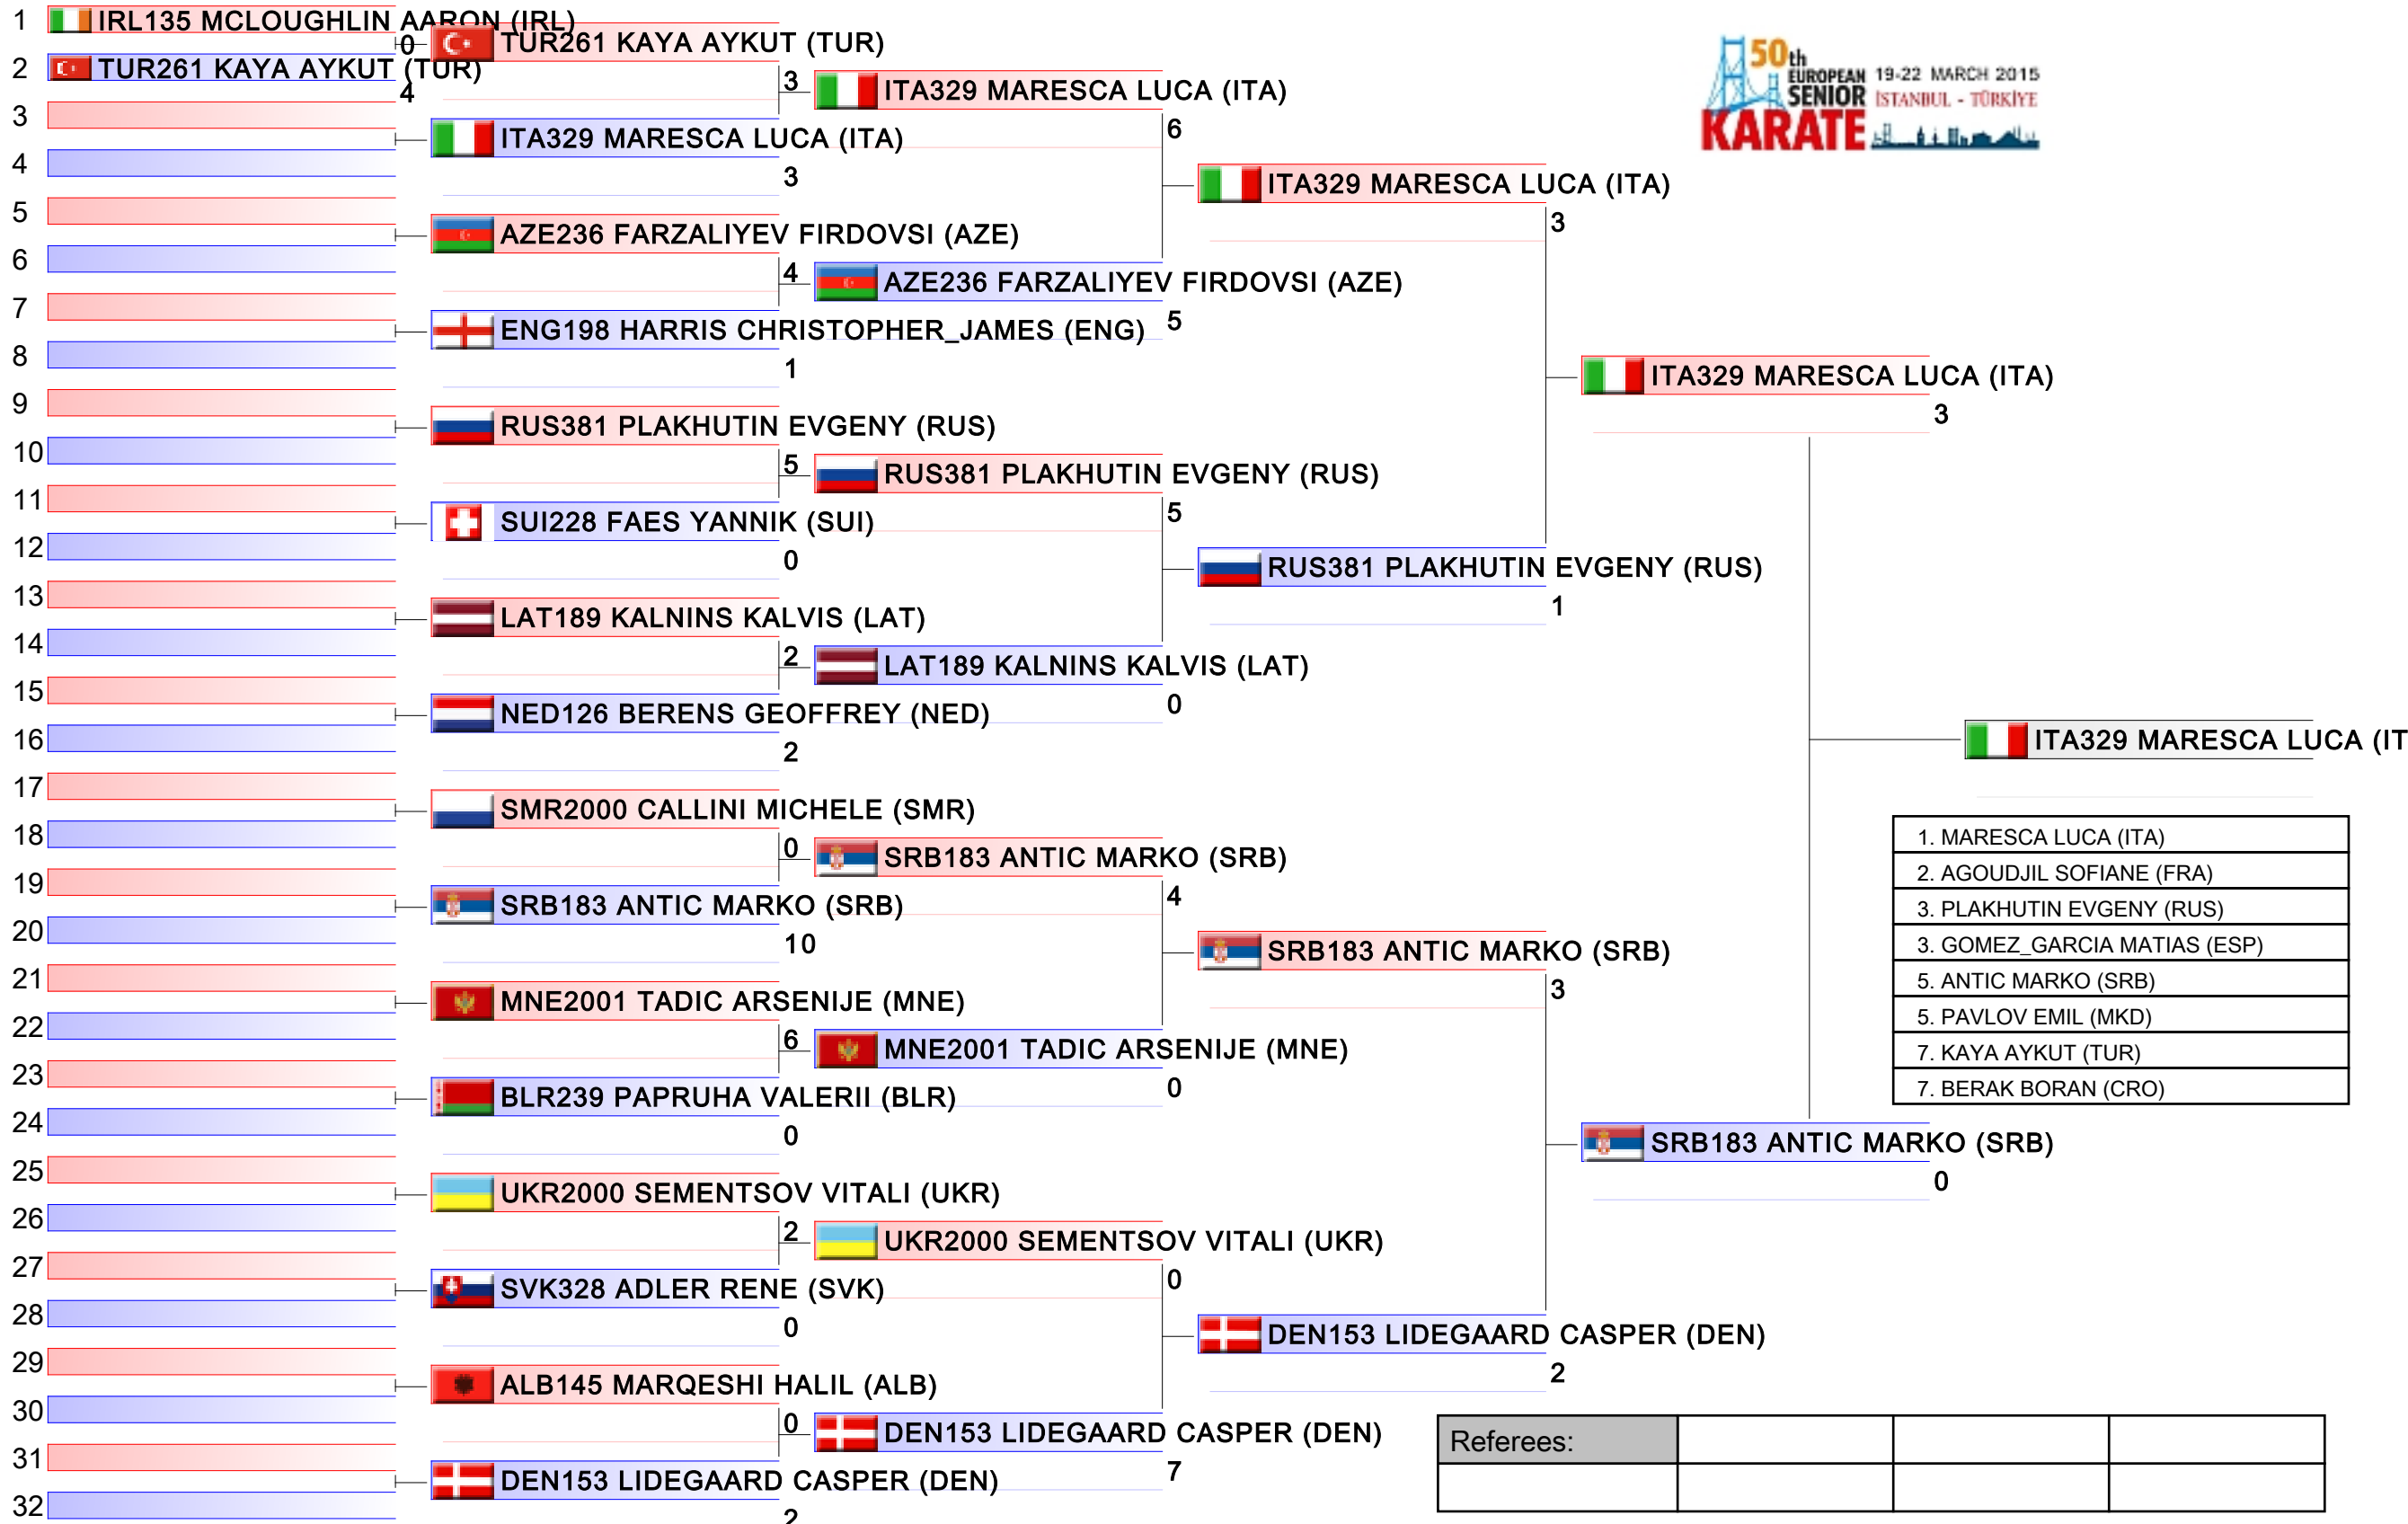 1 IRL135 MCLOUGHLIN AARON (IRL)
0
2 TUR261 KAYA AYKUT (TUR)
4
3
4
5
6
7
8
9
10
11
12
13
14
15
16
17
18
19
20
21
22
23
24
25
26
27
28
29
30
31
32
TUR261 KAYA AYKUT (TUR)
3
ITA329 MARESCA LUCA (ITA)
3
AZE236 FARZALIYEV FIRDOVSI (AZE)
4
ENG198 HARRIS CHRISTOPHER_JAMES (ENG)
1
RUS381 PLAKHUTIN EVGENY (RUS)
5
SUI228 FAES YANNIK (SUI)
0
LAT189 KALNINS KALVIS (LAT)
2
NED126 BERENS GEOFFREY (NED)
2
SMR2000 CALLINI MICHELE (SMR)
0
SRB183 ANTIC MARKO (SRB)
10
MNE2001 TADIC ARSENIJE (MNE)
6
BLR239 PAPRUHA VALERII (BLR)
0
UKR2000 SEMENTSOV VITALI (UKR)
2
SVK328 ADLER RENE (SVK)
0
ALB145 MARQESHI HALIL (ALB)
0
DEN153 LIDEGAARD CASPER (DEN)
2
ITA329 MARESCA LUCA (ITA)
6
AZE236 FARZALIYEV FIRDOVSI (AZE)
5
RUS381 PLAKHUTIN EVGENY (RUS)
5
LAT189 KALNINS KALVIS (LAT)
0
SRB183 ANTIC MARKO (SRB)
4
MNE2001 TADIC ARSENIJE (MNE)
0
UKR2000 SEMENTSOV VITALI (UKR)
0
DEN153 LIDEGAARD CASPER (DEN)
7
ITA329 MARESCA LUCA (ITA)
3
RUS381 PLAKHUTIN EVGENY (RUS)
1
SRB183 ANTIC MARKO (SRB)
3
DEN153 LIDEGAARD CASPER (DEN)
2
ITA329 MARESCA LUCA (ITA)
3
SRB183 ANTIC MARKO (SRB)
0
ITA329 MARESCA LUCA (IT
50th
EUROPEAN
SENIOR
KARATE
19-22 MARCH 2015
İSTANBUL - TÜRKİYE
1. MARESCA LUCA (ITA)
2. AGOUDJIL SOFIANE (FRA)
3. PLAKHUTIN EVGENY (RUS)
3. GOMEZ_GARCIA MATIAS (ESP)
5. ANTIC MARKO (SRB)
5. PAVLOV EMIL (MKD)
7. KAYA AYKUT (TUR)
7. BERAK BORAN (CRO)
Referees: